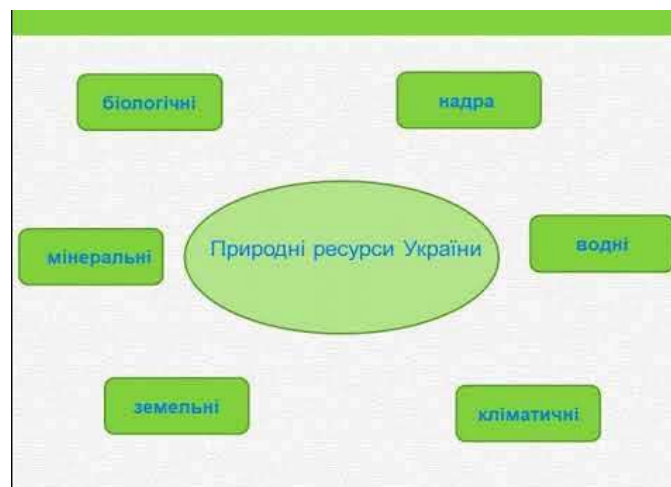 біологічні
надра
мінеральні
Природні ресурси України
водні
земельні
кліматичні